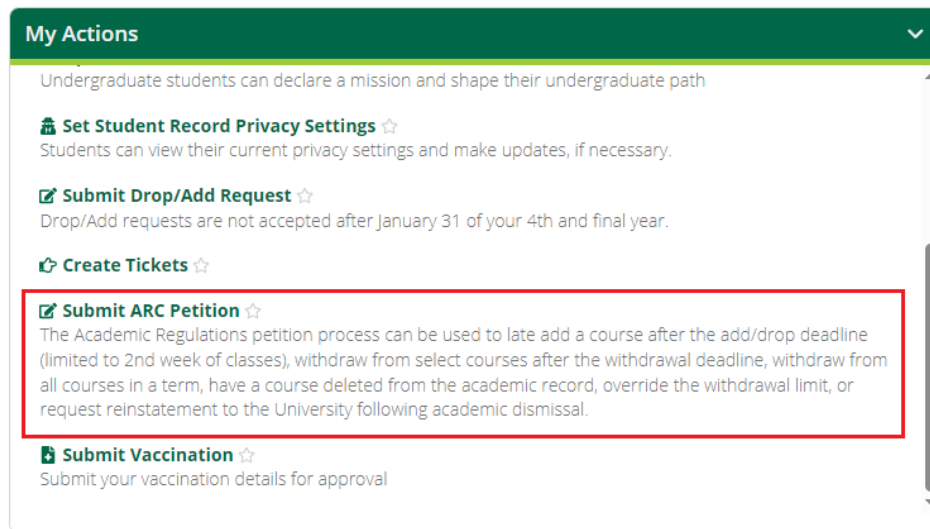 My Actions
Undergraduate students can declare a mission and shape their undergraduate path
Set Student Record Privacy Settings
Students can view their current privacy settings and make updates, if necessary.
Submit Drop/Add Request
Drop/Add requests are not accepted after January 31 of your 4th and final year.
Create Tickets
Submit ARC Petition
The Academic Regulations petition process can be used to late add a course after the add/drop deadline
(limited to 2nd week of classes), withdraw from select courses after the withdrawal deadline, withdraw from
all courses in a term, have a course deleted from the academic record, override the withdrawal limit, or
request reinstatement to the University following academic dismissal.
Submit Vaccination
Submit your vaccination details for approval